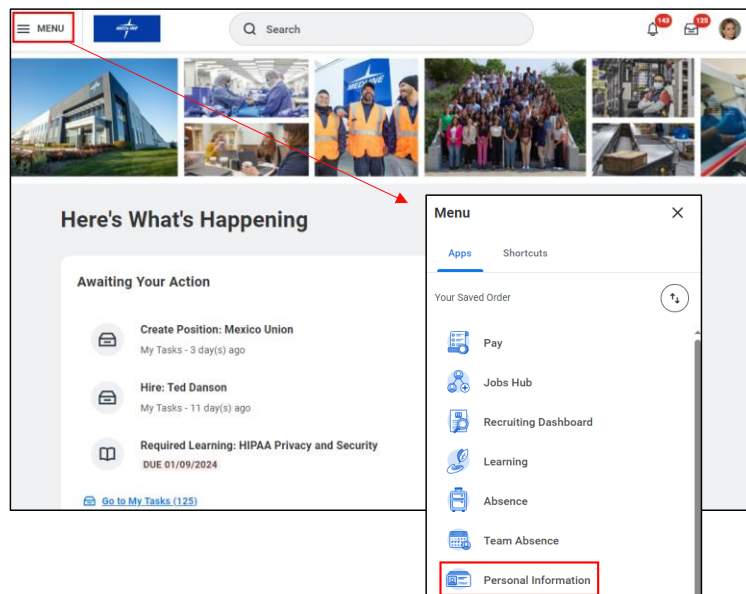 MENU
MEDLINE
Search
143
125
MEDLINE
Here's What's Happening
Awaiting Your Action
Create Position: Mexico Union
My Tasks - 3 day(s) ago
Hire: Ted Danson
My Tasks - 11 day(s) ago
Required Learning: HIPAA Privacy and Security
DUE 01/09/2024
Go to My Tasks (125)
Menu
Apps
Shortcuts
Your Saved Order
Pay
Jobs Hub
Recruiting Dashboard
Learning
Absence
Team Absence
Personal Information